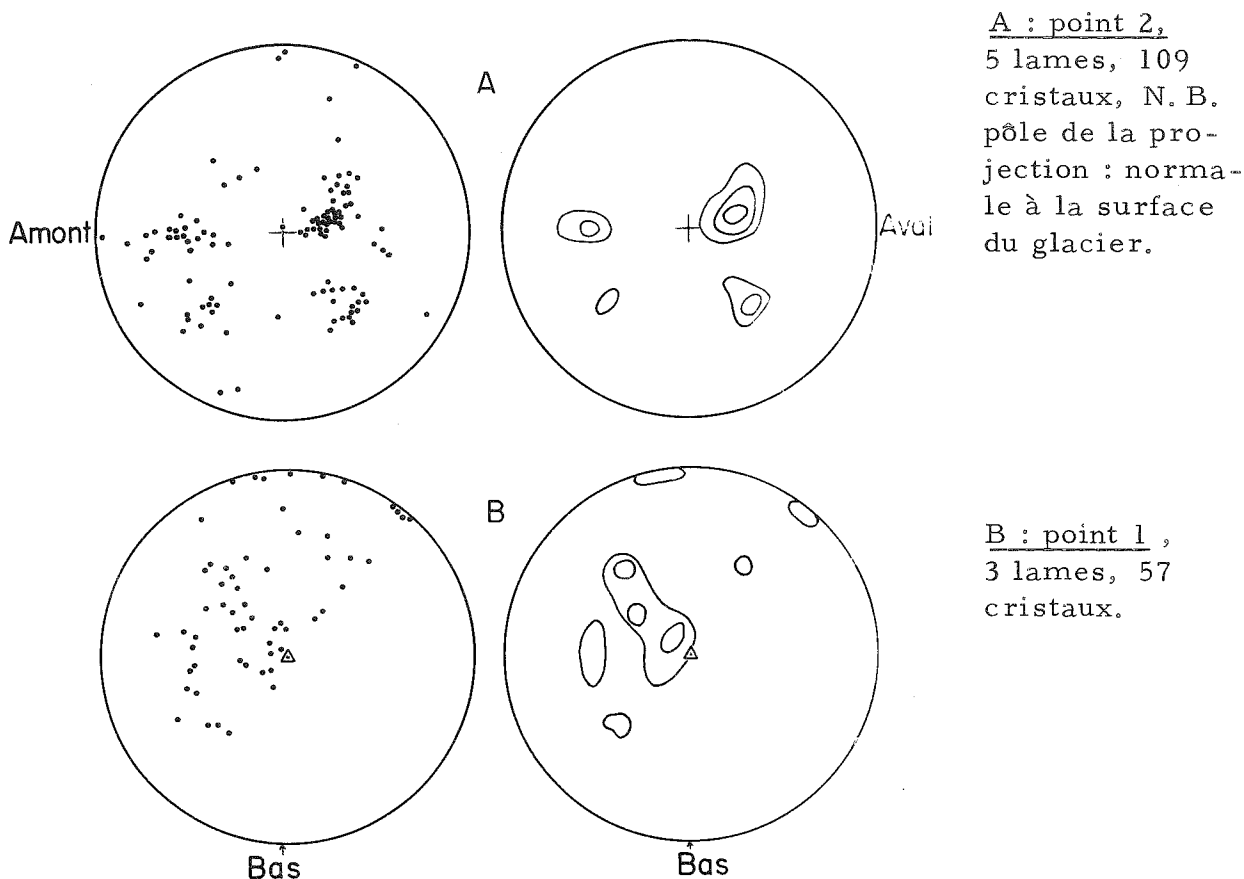 A : point 2,
5 lames, 109
cristaux, N. B.
pôle de la pro-
jection : norma-
le à la surface
du glacier.
A
Amont
Aval
B
B : point 1 ,
3 lames, 57
cristaux.
Bas
Bas